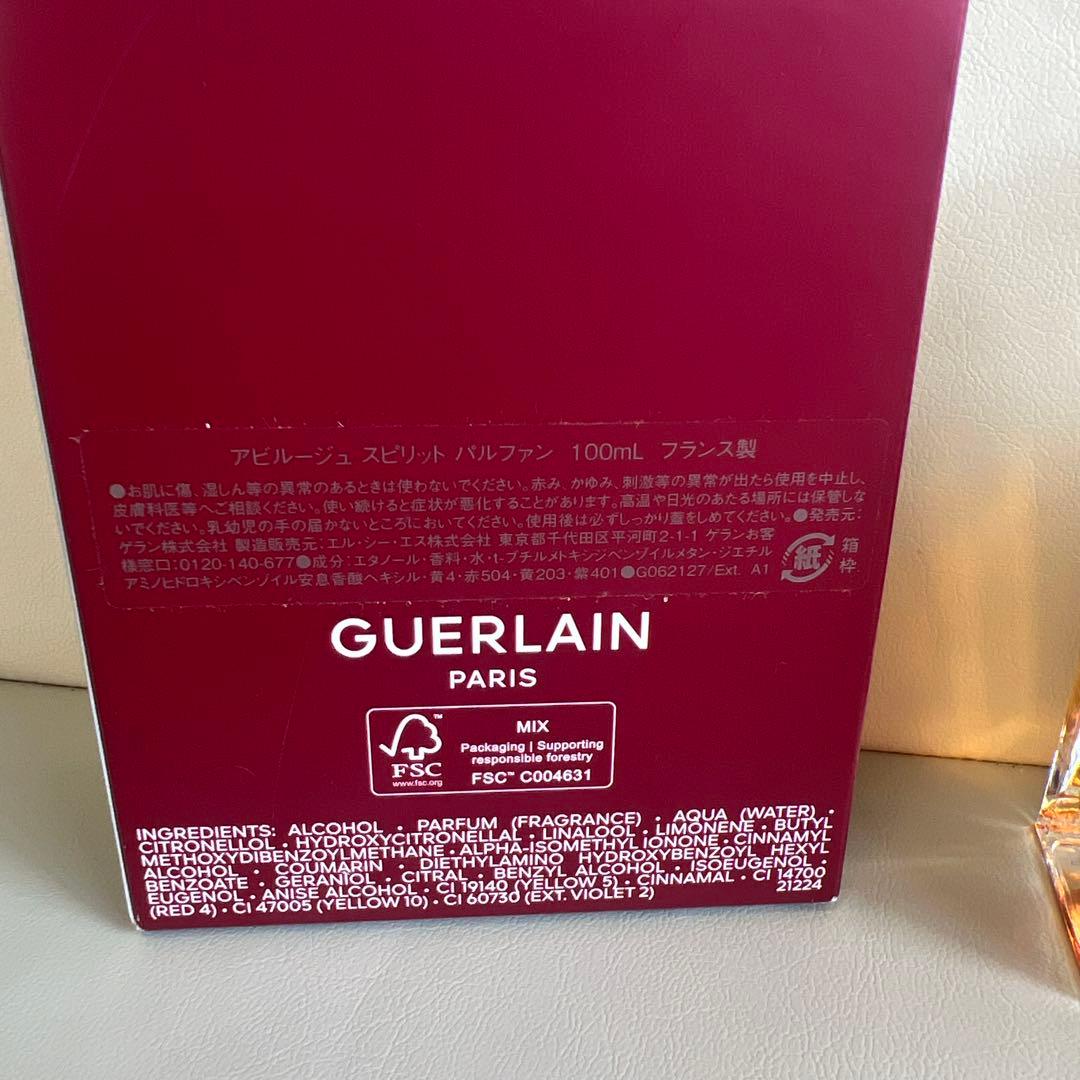 アビルージュ スピリット パルファン 100mL フランス製
●お肌に傷、湿しん等の異常のあるときは使わないでください。赤み、かゆみ、刺激等の異常が出たら使用を中止し、
皮膚科医等へご相談ください。使い続けると症状が悪化することがあります。高温や日光のあたる場所には保管しな
いでください。乳幼児の手の届かないところにおいてください。使用後は必ずしっかり蓋をしめてください。●発売元:
ゲラン株式会社 製造販売元:エル・シー・エス株式会社 東京都千代田区平河町2-1-1 ゲランお客
様窓口:0120-140-677●成分:エタノール・香料・水・t-ブチルメトキシジベンゾイルメタン・ジエチル
アミノヒドロキシベンゾイル安息香酸ヘキシル・黄4・赤504・黄203・紫401●G062127/Ext. A1
紙
箱
枠
GUERLAIN
PARIS
FSC™
www.fsc.org
MIX
Packaging | Supporting
responsible forestry
FSC™ C004631
INGREDIENTS: ALCOHOL • PARFUM (FRAGRANCE) • AQUA (WATER) •
CITRONELLOL • HYDROXYCITRONELLAL • LINALOOL • LIMONENE • BUTYL
METHOXYDIBENZOYLMETHANE • ALPHA-ISOMETHYL IONONE • CINNAMYL
ALCOHOL • COUMARIN • DIETHYLAMINO HYDROXYBENZOYL HEXYL
BENZOATE • GERANIOL • CITRAL • BENZYL ALCOHOL • ISOEUGENOL •
EUGENOL • ANISE ALCOHOL • CI 19140 (YELLOW 5) • CINNAMAL • CI 14700
(RED 4) • CI 47005 (YELLOW 10) • CI 60730 (EXT. VIOLET 2) 21224